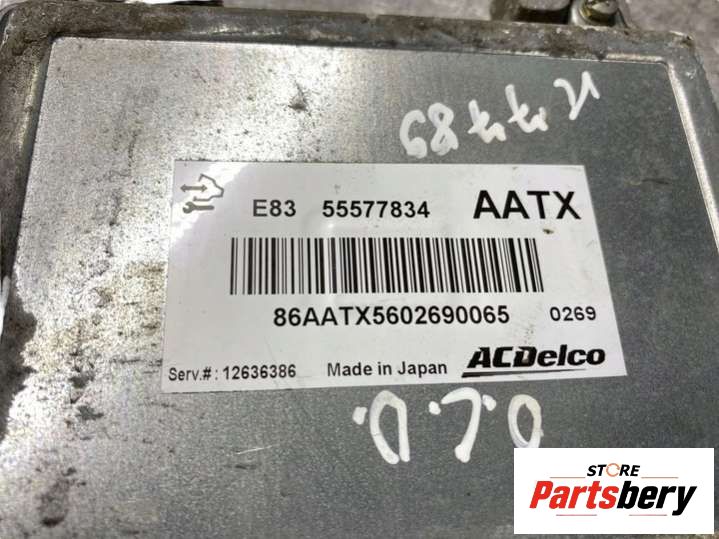 E83 55577834 AATX
86AATX5602690065 0269
Serv.#: 12636386 Made in Japan ACDelco
O.C.D.
STORE
Partsbery